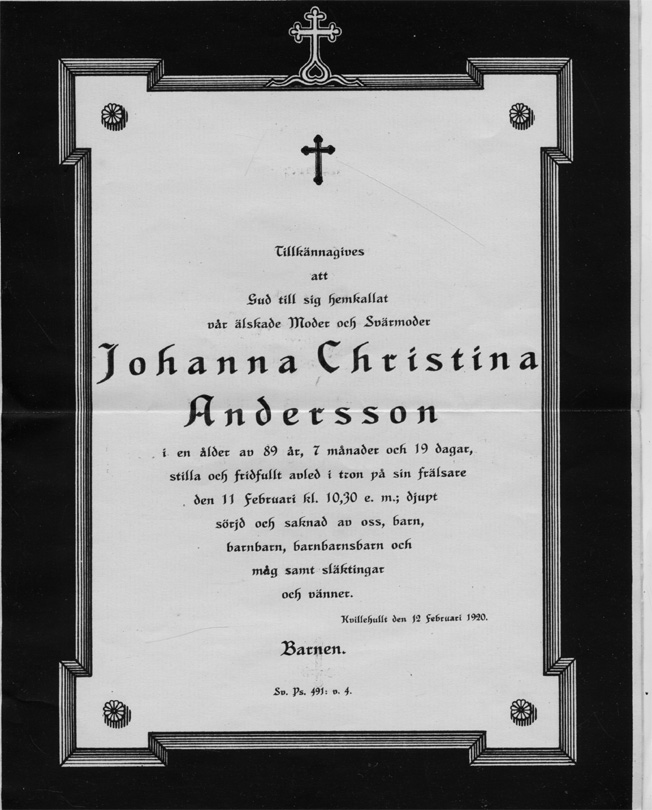 Tillkännagives
att
Gud till sig hemkallat
vår älskade Moder och Svärmoder
Johanna Christina
Andersson
i en ålder av 89 år, 7 månader och 19 dagar,
stilla och fridfullt avled i tron på sin frälsare
den 11 Februari kl. 10,30 e. m.; djupt
sörjd och saknad av oss, barn,
barnbarn, barnbarnsbarn och
måg samt släktingar
och vänner.
Kvillehullt den 12 Februari 1920.
Barnen.
Sv. Ps. 491: v. 4.